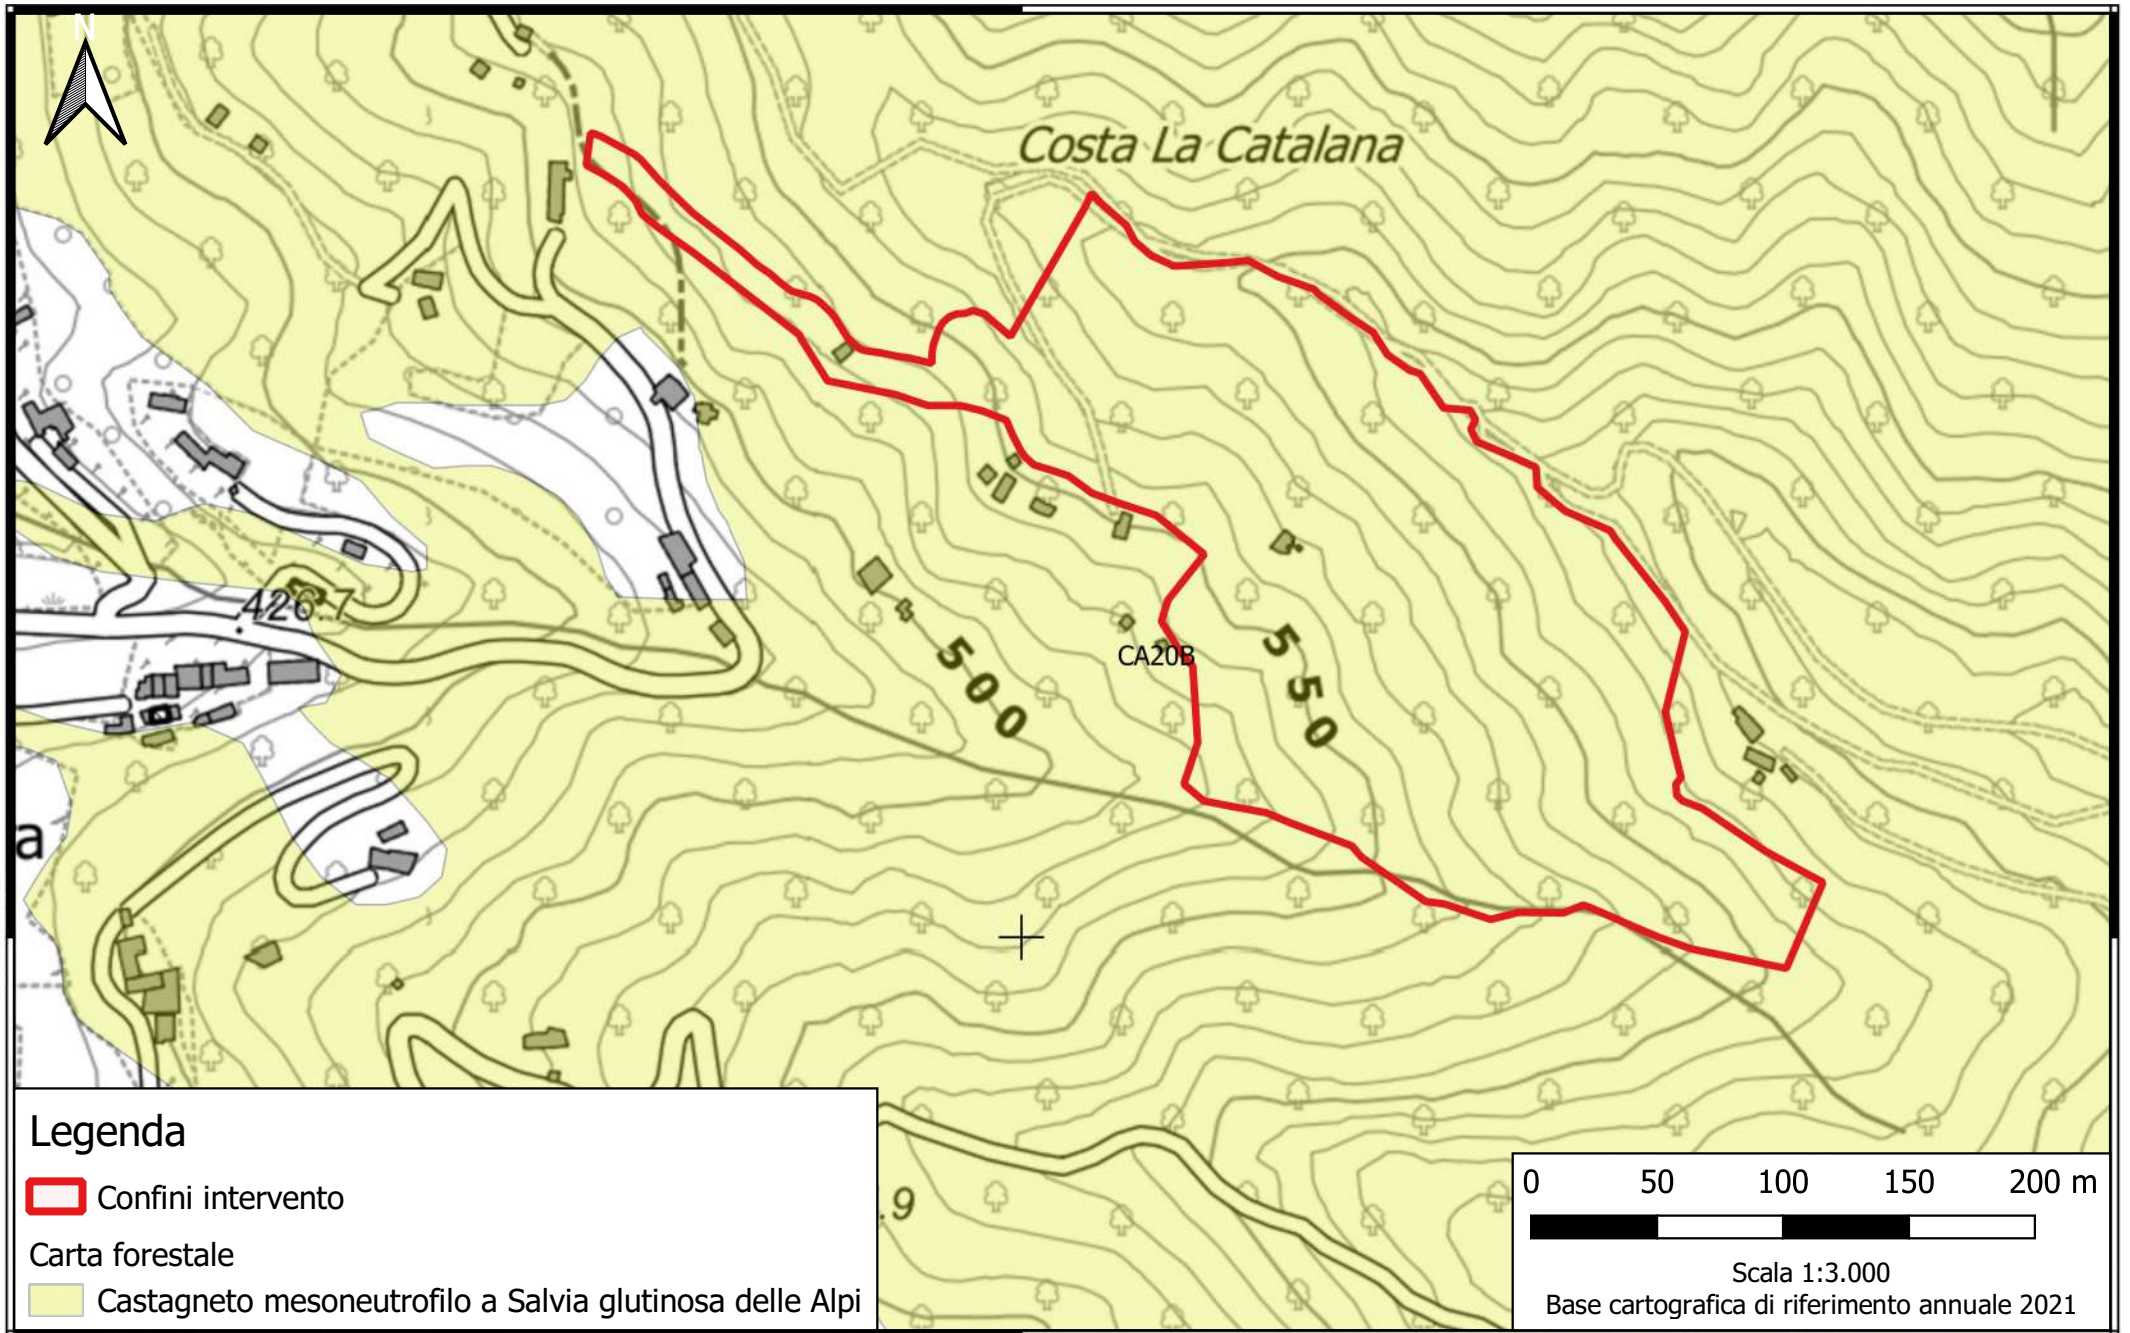 N
Costa La Catalana
426.7
500
550
CA20B
a
.9
Legenda
Confini intervento
Carta forestale
Castagneto mesoneutrofilo a Salvia glutinosa delle Alpi
0 50 100 150 200 m
Scala 1:3.000
Base cartografica di riferimento annuale 2021